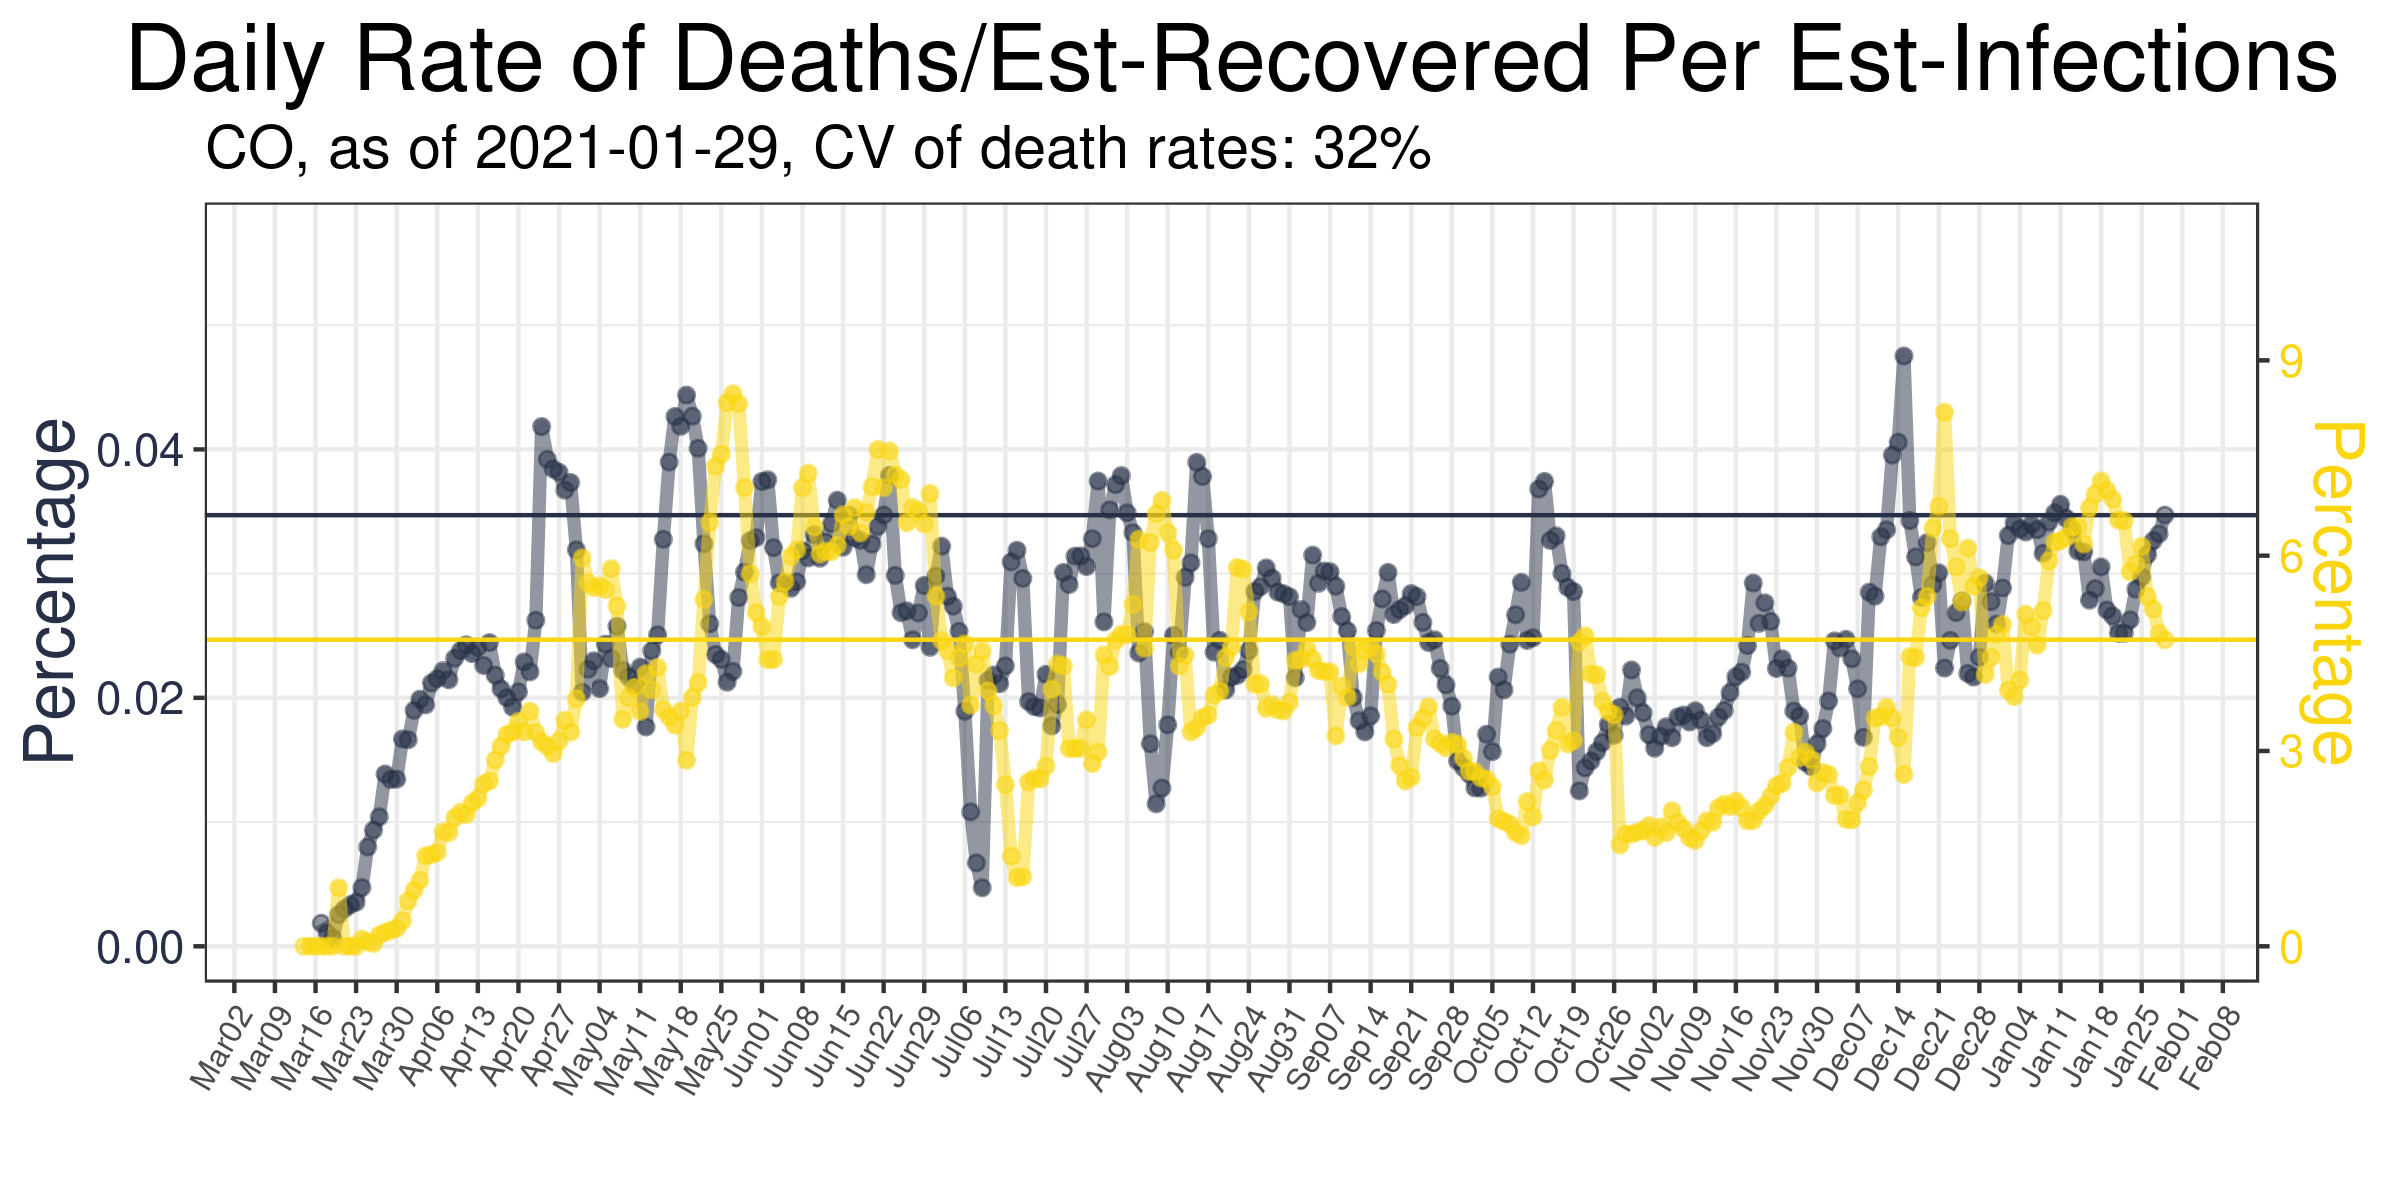 Daily Rate of Deaths/Est-Recovered Per Est-Infections
CO, as of 2021-01-29, CV of death rates: 32%
Percentage
0.04
0.02
0.00
9
6
3
0
Percentage
Mar02
Mar09
Mar16
Mar23
Mar30
Apr06
Apr13
Apr20
Apr27
May04
May11
May18
May25
Jun01
Jun08
Jun15
Jun22
Jun29
Jul06
Jul13
Jul20
Jul27
Aug03
Aug10
Aug17
Aug24
Aug31
Sep07
Sep14
Sep21
Sep28
Oct05
Oct12
Oct19
Oct26
Nov02
Nov09
Nov16
Nov23
Nov30
Dec07
Dec14
Dec21
Dec28
Jan04
Jan11
Jan18
Jan25
Feb01
Feb08